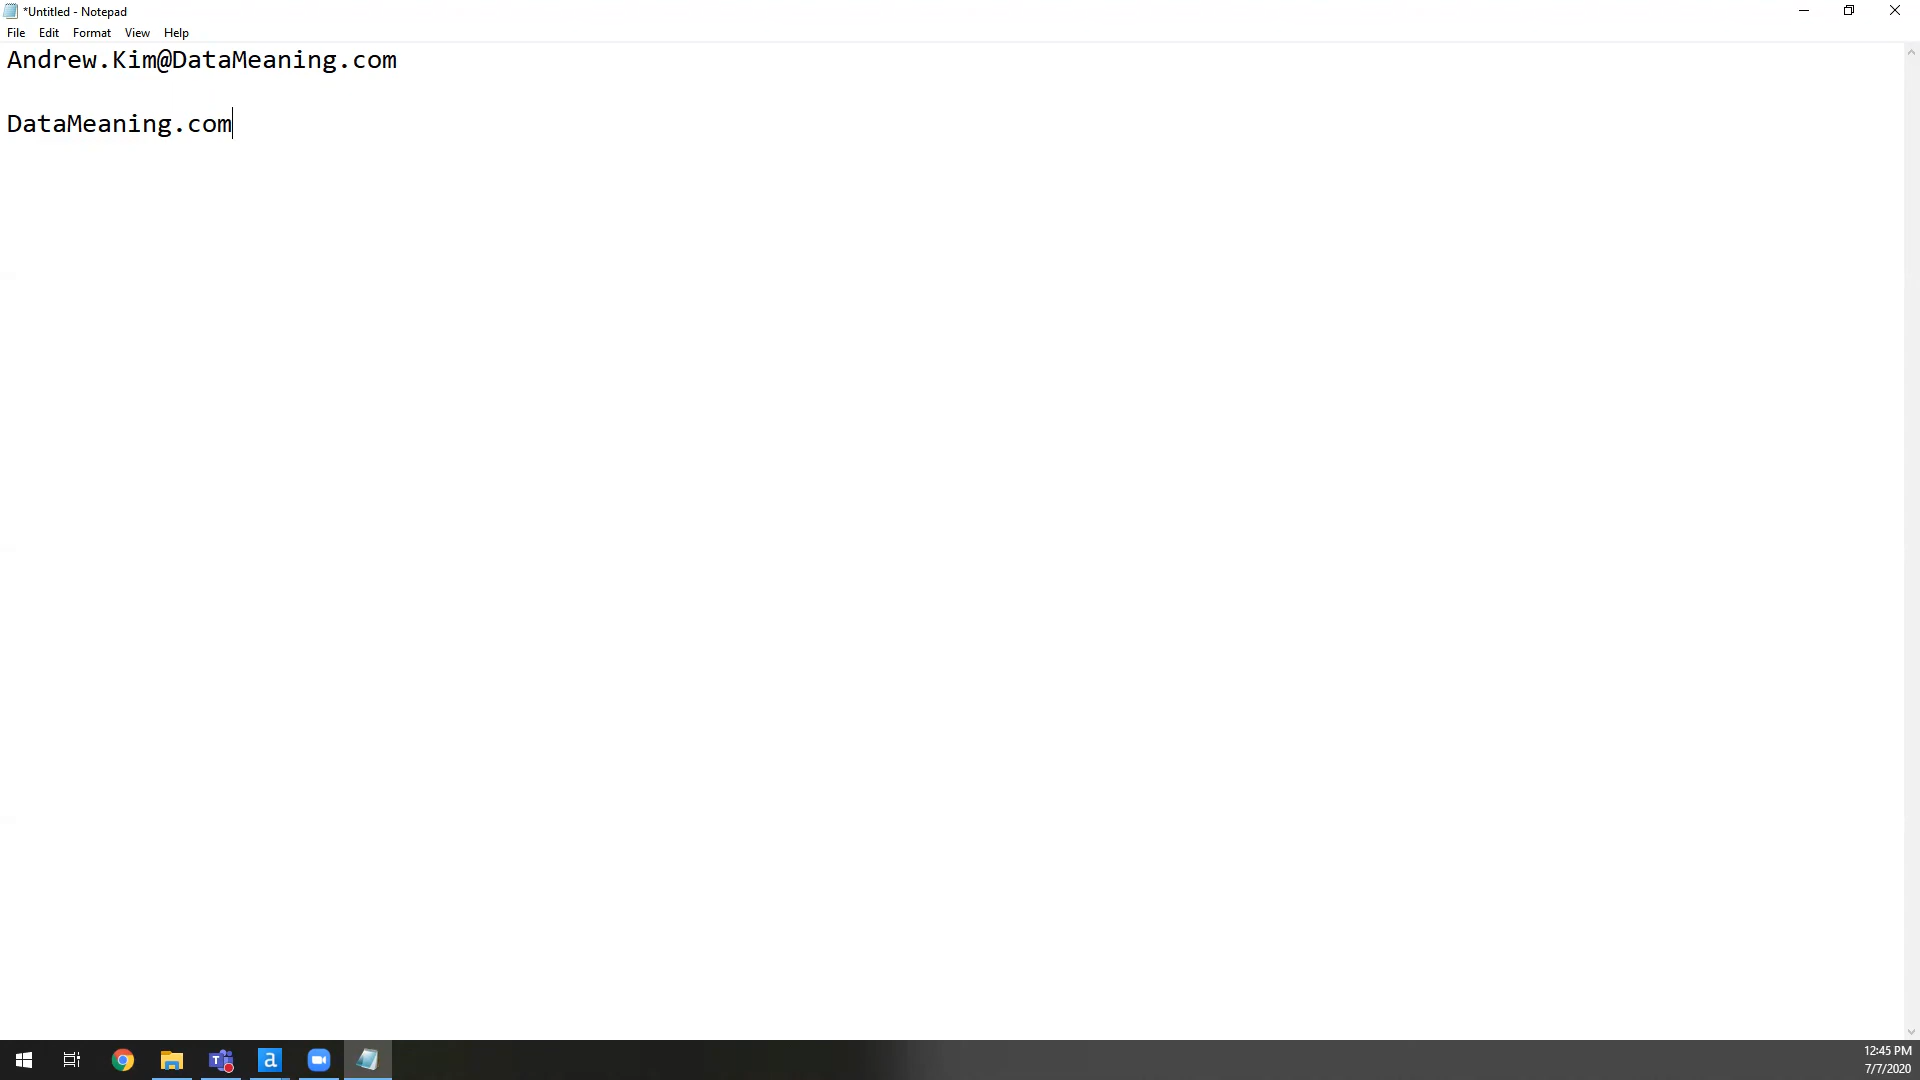 *Untitled - Notepad
File Edit Format View Help
Andrew.Kim@DataMeaning.com
DataMeaning.com
T
a
12:45 PM
7/7/2020